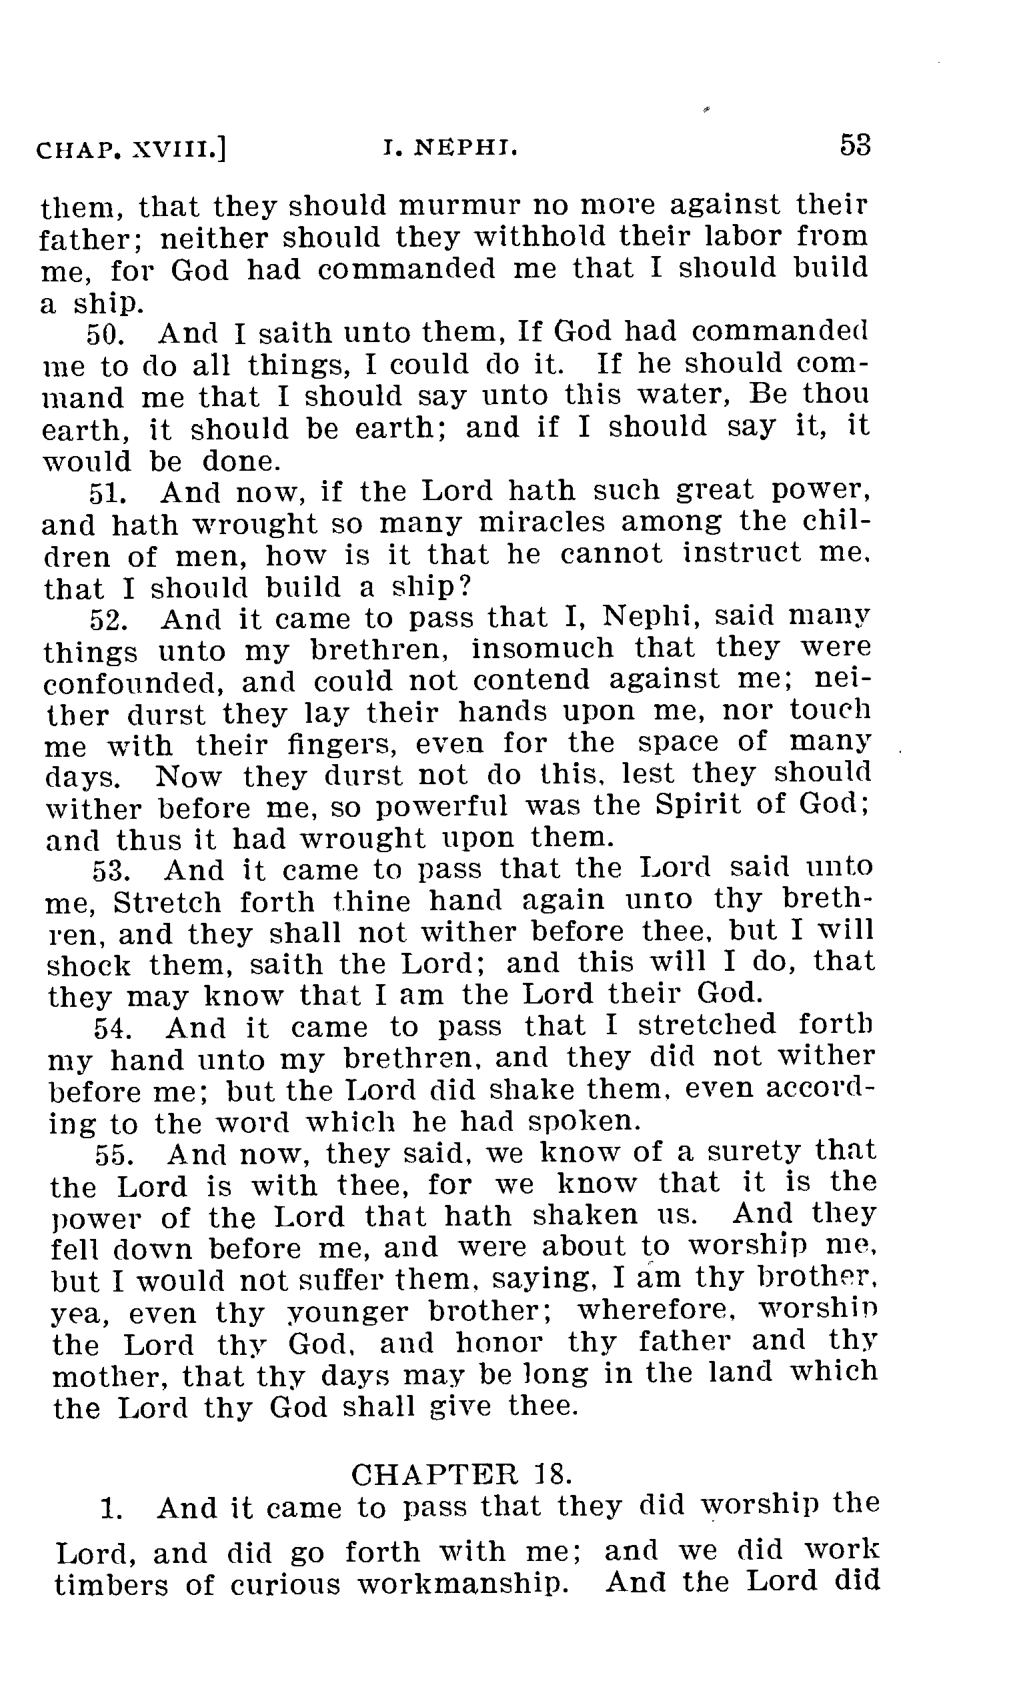 CHAP. XVIII.] I. NEPHI. 53
them, that they should murmur no more against their
father; neither should they withhold their labor from
me, for God had commanded me that I should build
a ship.
50. And I saith unto them, If God had commanded
me to do all things, I could do it. If he should com-
mand me that I should say unto this water, Be thou
earth, it should be earth; and if I should say it, it
would be done.
51. And now, if the Lord hath such great power,
and hath wrought so many miracles among the chil-
dren of men, how is it that he cannot instruct me,
that I should build a ship?
52. And it came to pass that I, Nephi, said many
things unto my brethren, insomuch that they were
confounded, and could not contend against me; nei-
ther durst they lay their hands upon me, nor touch
me with their fingers, even for the space of many
days. Now they durst not do this, lest they should
wither before me, so powerful was the Spirit of God;
and thus it had wrought upon them.
53. And it came to pass that the Lord said unto
me, Stretch forth thine hand again unto thy breth-
ren, and they shall not wither before thee, but I will
shock them, saith the Lord; and this will I do, that
they may know that I am the Lord their God.
54. And it came to pass that I stretched forth
my hand unto my brethren, and they did not wither
before me; but the Lord did shake them, even accord-
ing to the word which he had spoken.
55. And now, they said, we know of a surety that
the Lord is with thee, for we know that it is the
power of the Lord that hath shaken us. And they
fell down before me, and were about to worship me,
but I would not suffer them, saying, I am thy brother,
yea, even thy younger brother; wherefore, worship
the Lord thy God, and honor thy father and thy
mother, that thy days may be long in the land which
the Lord thy God shall give thee.
CHAPTER 18.
1. And it came to pass that they did worship the
Lord, and did go forth with me; and we did work
timbers of curious workmanship. And the Lord did